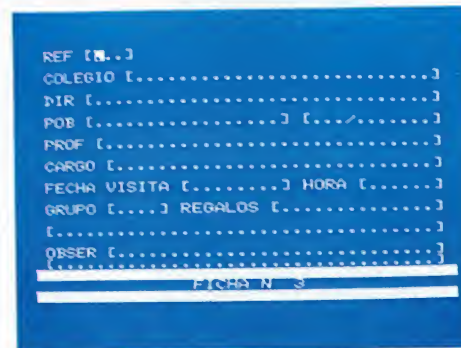 REF [...]
COLEGIO [..............................]
DIR [..................................]
POB [.................] [.../.......]
PROF [.................................]
CARGO [................................]
FECHA VISITA [........] HORA [......]
GRUPO [....] REGALOS [..............
[......................................]
OBSER [................................]
[......................................]
FICHA N 3